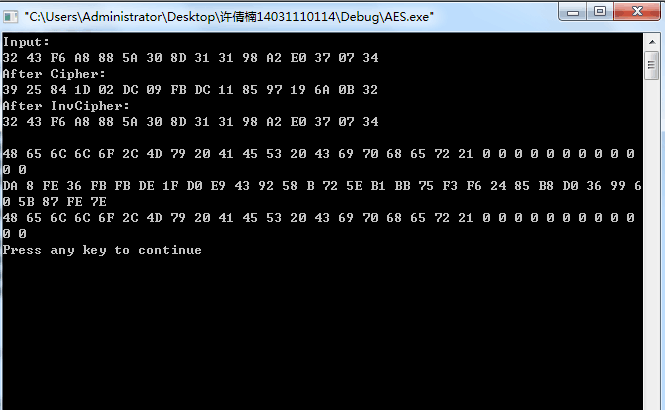 "C:\Users\Administrator\Desktop\许倩楠14031110114\Debug\AES.exe"
Input:
32 43 F6 A8 88 5A 30 8D 31 31 98 A2 E0 37 07 34
After Cipher:
39 25 84 1D 02 DC 09 FB DC 11 85 97 19 6A 0B 32
After InvCipher:
32 43 F6 A8 88 5A 30 8D 31 31 98 A2 E0 37 07 34
48 65 6C 6C 6F 2C 4D 79 20 41 45 53 20 43 69 70 68 65 72 21 0 0 0 0 0 0 0 0 0 0
0 0
DA 8 FE 36 FB FB DE 1F D0 E9 43 92 58 B 72 5E B1 BB 75 F3 F6 24 85 B8 D0 36 99 6
0 5B 87 FE 7E
48 65 6C 6C 6F 2C 4D 79 20 41 45 53 20 43 69 70 68 65 72 21 0 0 0 0 0 0 0 0 0 0
0 0
Press any key to continue